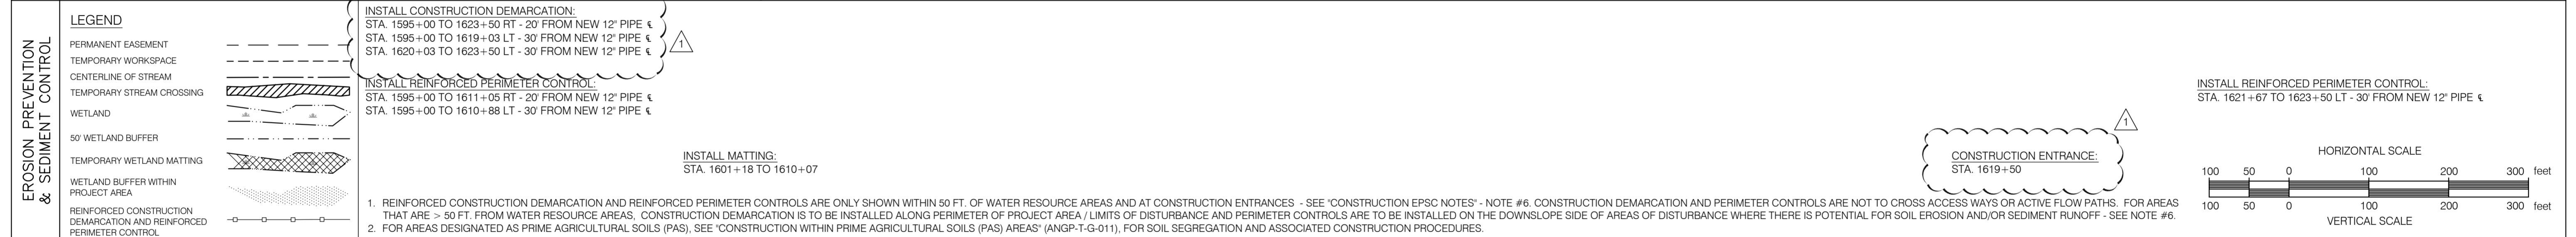 EROSION PREVENTION
& SEDIMENT CONTROL
LEGEND
PERMANENT EASEMENT
TEMPORARY WORKSPACE
CENTERLINE OF STREAM
TEMPORARY STREAM CROSSING
WETLAND
50' WETLAND BUFFER
TEMPORARY WETLAND MATTING
WETLAND BUFFER WITHIN
PROJECT AREA
REINFORCED CONSTRUCTION
DEMARCATION AND REINFORCED
PERIMETER CONTROL
INSTALL CONSTRUCTION DEMARCATION:
STA. 1595+00 TO 1623+50 RT - 20' FROM NEW 12" PIPE ℄
STA. 1595+00 TO 1619+03 LT - 30' FROM NEW 12" PIPE ℄
STA. 1620+03 TO 1623+50 LT - 30' FROM NEW 12" PIPE ℄
1
INSTALL REINFORCED PERIMETER CONTROL:
STA. 1595+00 TO 1611+05 RT - 20' FROM NEW 12" PIPE ℄
STA. 1595+00 TO 1610+88 LT - 30' FROM NEW 12" PIPE ℄
INSTALL MATTING:
STA. 1601+18 TO 1610+07
1
CONSTRUCTION ENTRANCE:
STA. 1619+50
INSTALL REINFORCED PERIMETER CONTROL:
STA. 1621+67 TO 1623+50 LT - 30' FROM NEW 12" PIPE ℄
1. REINFORCED CONSTRUCTION DEMARCATION AND REINFORCED PERIMETER CONTROLS ARE ONLY SHOWN WITHIN 50 FT. OF WATER RESOURCE AREAS AND AT CONSTRUCTION ENTRANCES - SEE "CONSTRUCTION EPSC NOTES" - NOTE #6. CONSTRUCTION DEMARCATION AND PERIMETER CONTROLS ARE NOT TO CROSS ACCESS WAYS OR ACTIVE FLOW PATHS. FOR AREAS
THAT ARE > 50 FT. FROM WATER RESOURCE AREAS, CONSTRUCTION DEMARCATION IS TO BE INSTALLED ALONG PERIMETER OF PROJECT AREA / LIMITS OF DISTURBANCE AND PERIMETER CONTROLS ARE TO BE INSTALLED ON THE DOWNSLOPE SIDE OF AREAS OF DISTURBANCE WHERE THERE IS POTENTIAL FOR SOIL EROSION AND/OR SEDIMENT RUNOFF - SEE NOTE #6.
2. FOR AREAS DESIGNATED AS PRIME AGRICULTURAL SOILS (PAS), SEE "CONSTRUCTION WITHIN PRIME AGRICULTURAL SOILS (PAS) AREAS" (ANGP-T-G-011), FOR SOIL SEGREGATION AND ASSOCIATED CONSTRUCTION PROCEDURES.
HORIZONTAL SCALE
100 50 0 100 200 300 feet
100 50 0 100 200 300 feet
VERTICAL SCALE